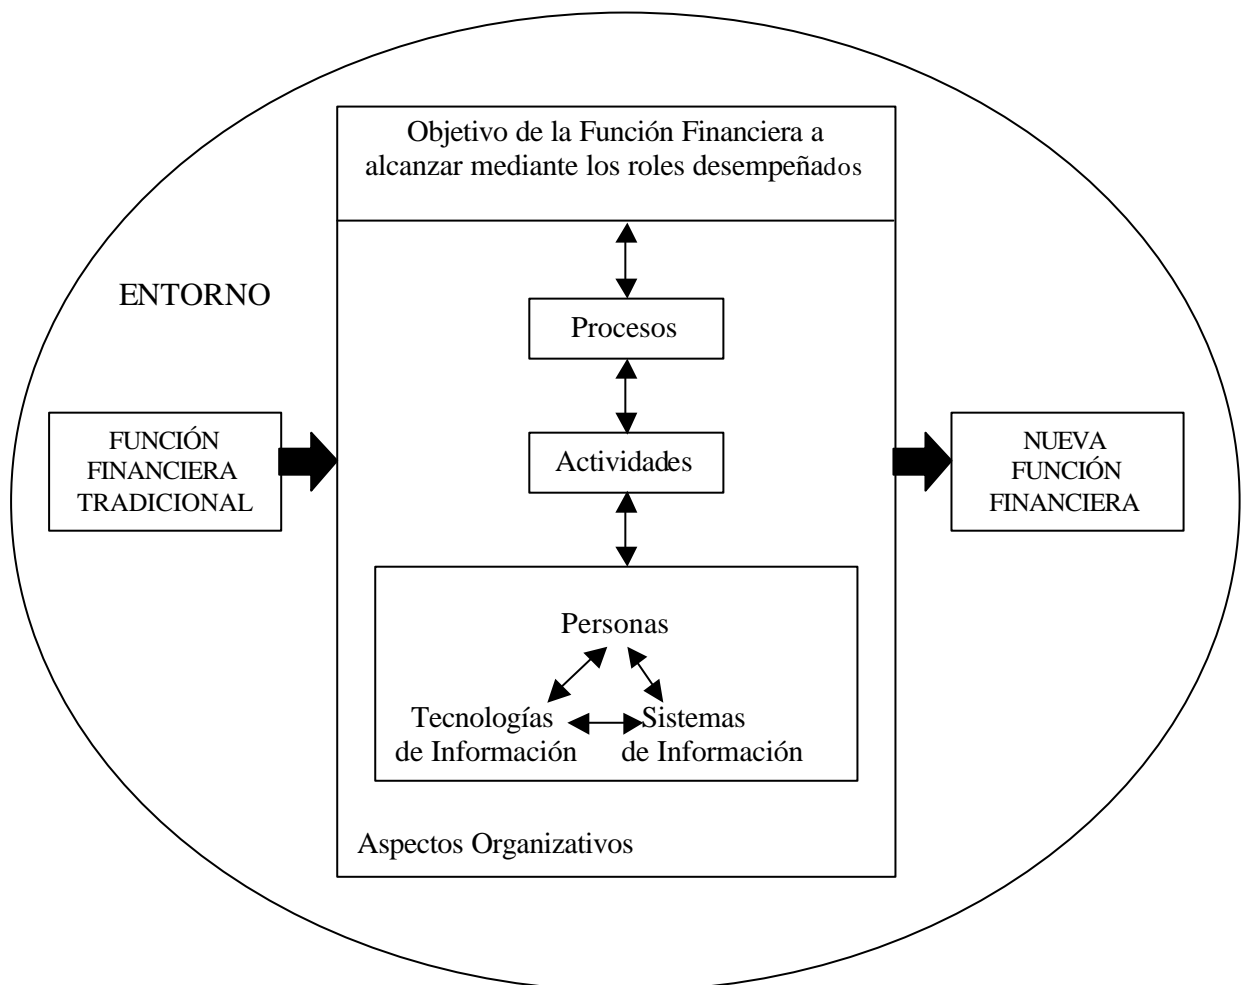 Objetivo de la Función Financiera a
alcanzar mediante los roles desempeñados
ENTORNO
Procesos
FUNCIÓN
FINANCIERA
TRADICIONAL
Actividades
NUEVA
FUNCIÓN
FINANCIERA
Personas
Tecnologías
de Información
Sistemas
de Información
Aspectos Organizativos